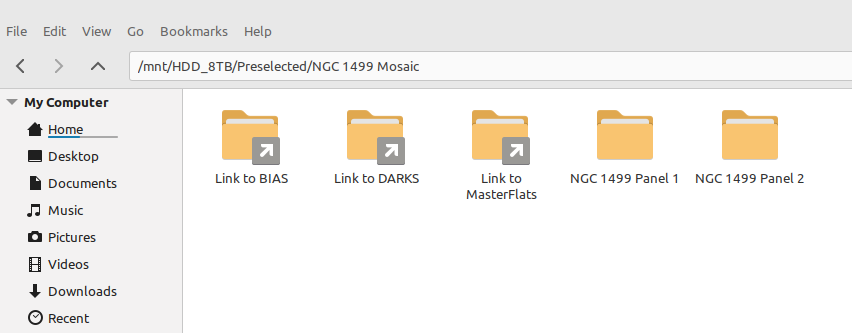 File Edit View Go Bookmarks Help
/mnt/HDD_8TB/Preselected/NGC 1499 Mosaic
My Computer
Home
Desktop
Documents
Music
Pictures
Videos
Downloads
Recent
Link to BIAS
Link to DARKS
Link to
MasterFlats
NGC 1499 Panel 1
NGC 1499 Panel 2